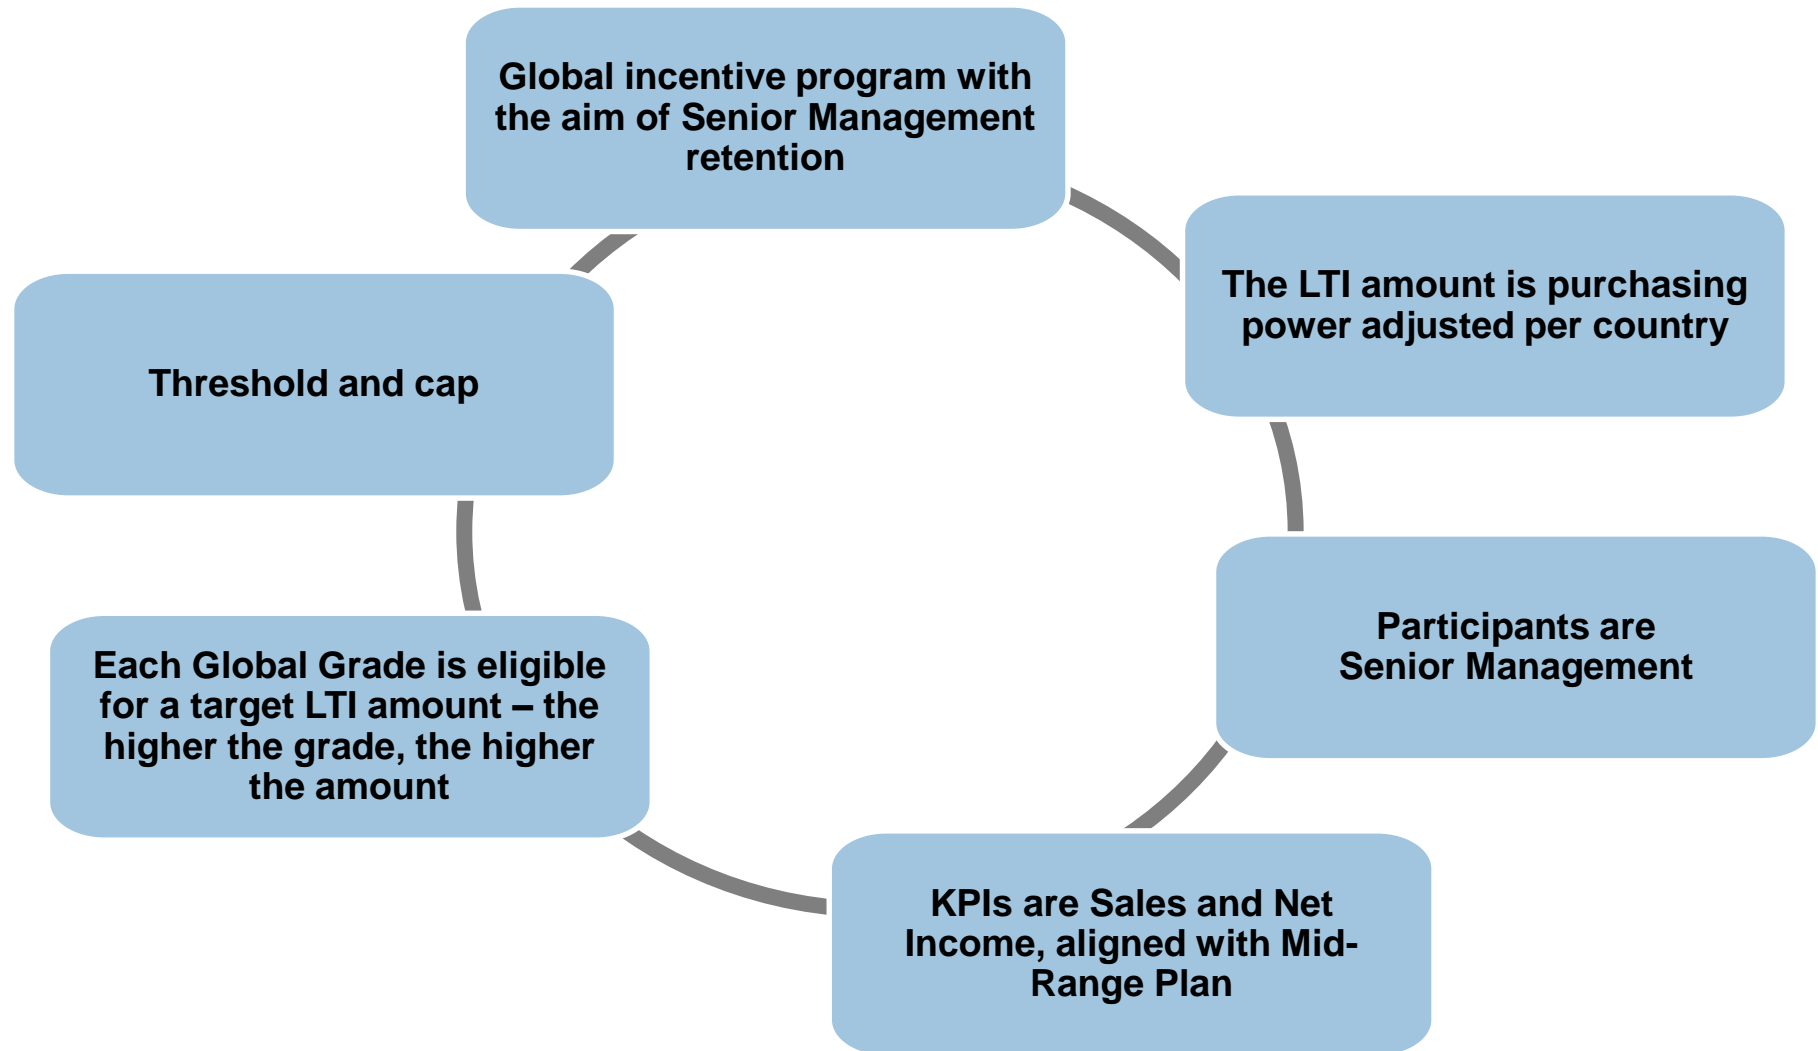 Global incentive program with
the aim of Senior Management
retention
The LTI amount is purchasing
power adjusted per country
Participants are
Senior Management
KPIs are Sales and Net
Income, aligned with Mid-
Range Plan
Each Global Grade is eligible
for a target LTI amount – the
higher the grade, the higher
the amount
Threshold and cap